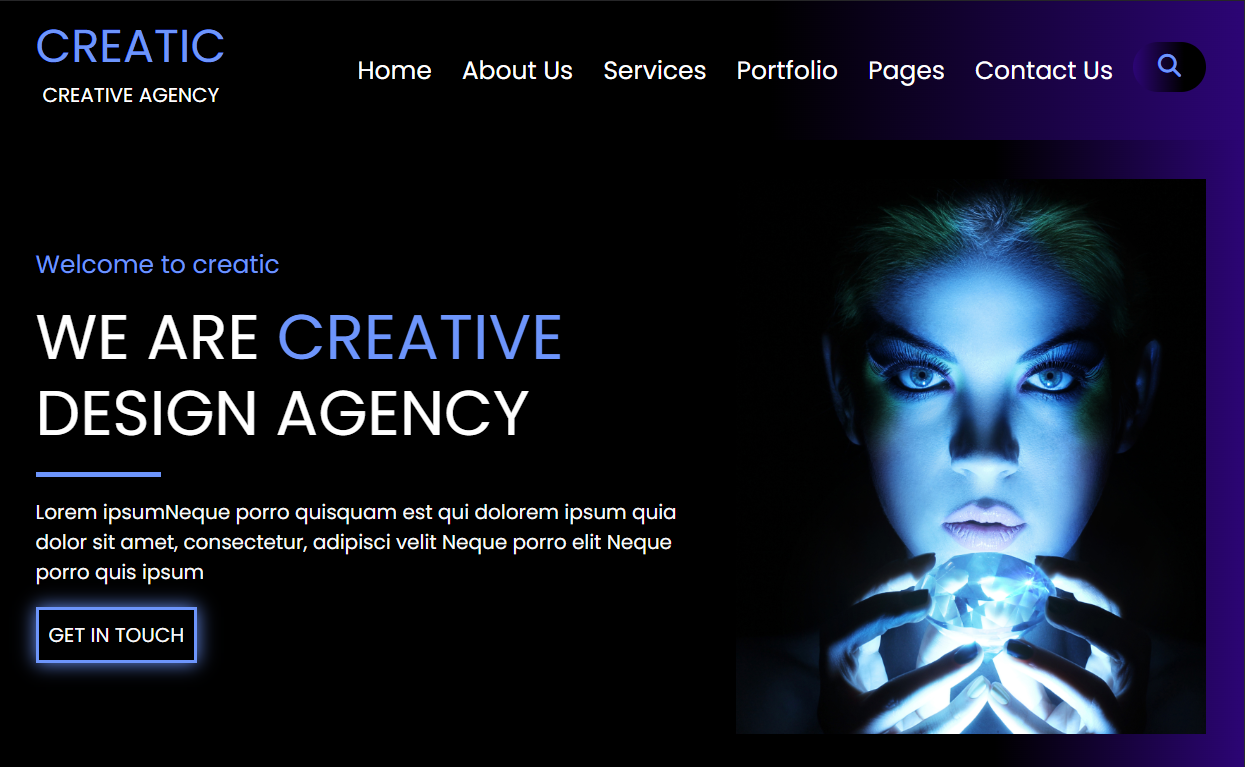 CREATIC
CREATIVE AGENCY
Home About Us Services Portfolio Pages Contact Us
Welcome to creatic
WE ARE CREATIVE
DESIGN AGENCY
Lorem ipsumNeque porro quisquam est qui dolorem ipsum quia
dolor sit amet, consectetur, adipisci velit Neque porro elit Neque
porro quis ipsum
GET IN TOUCH